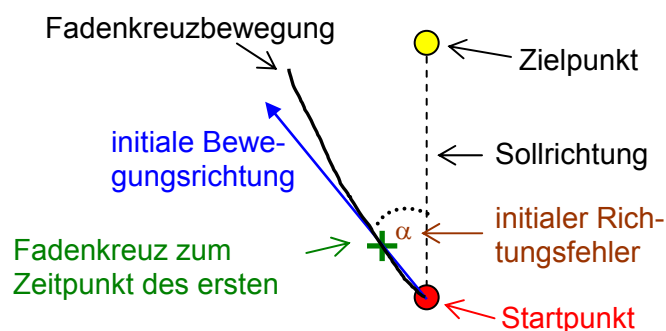 Fadenkreuzbewegung
Zielpunkt
initiale Bewe-
gungsrichtung
Sollrichtung
α
initialer Rich-
tungsfehler
Fadenkreuz zum
Zeitpunkt des ersten
Startpunkt